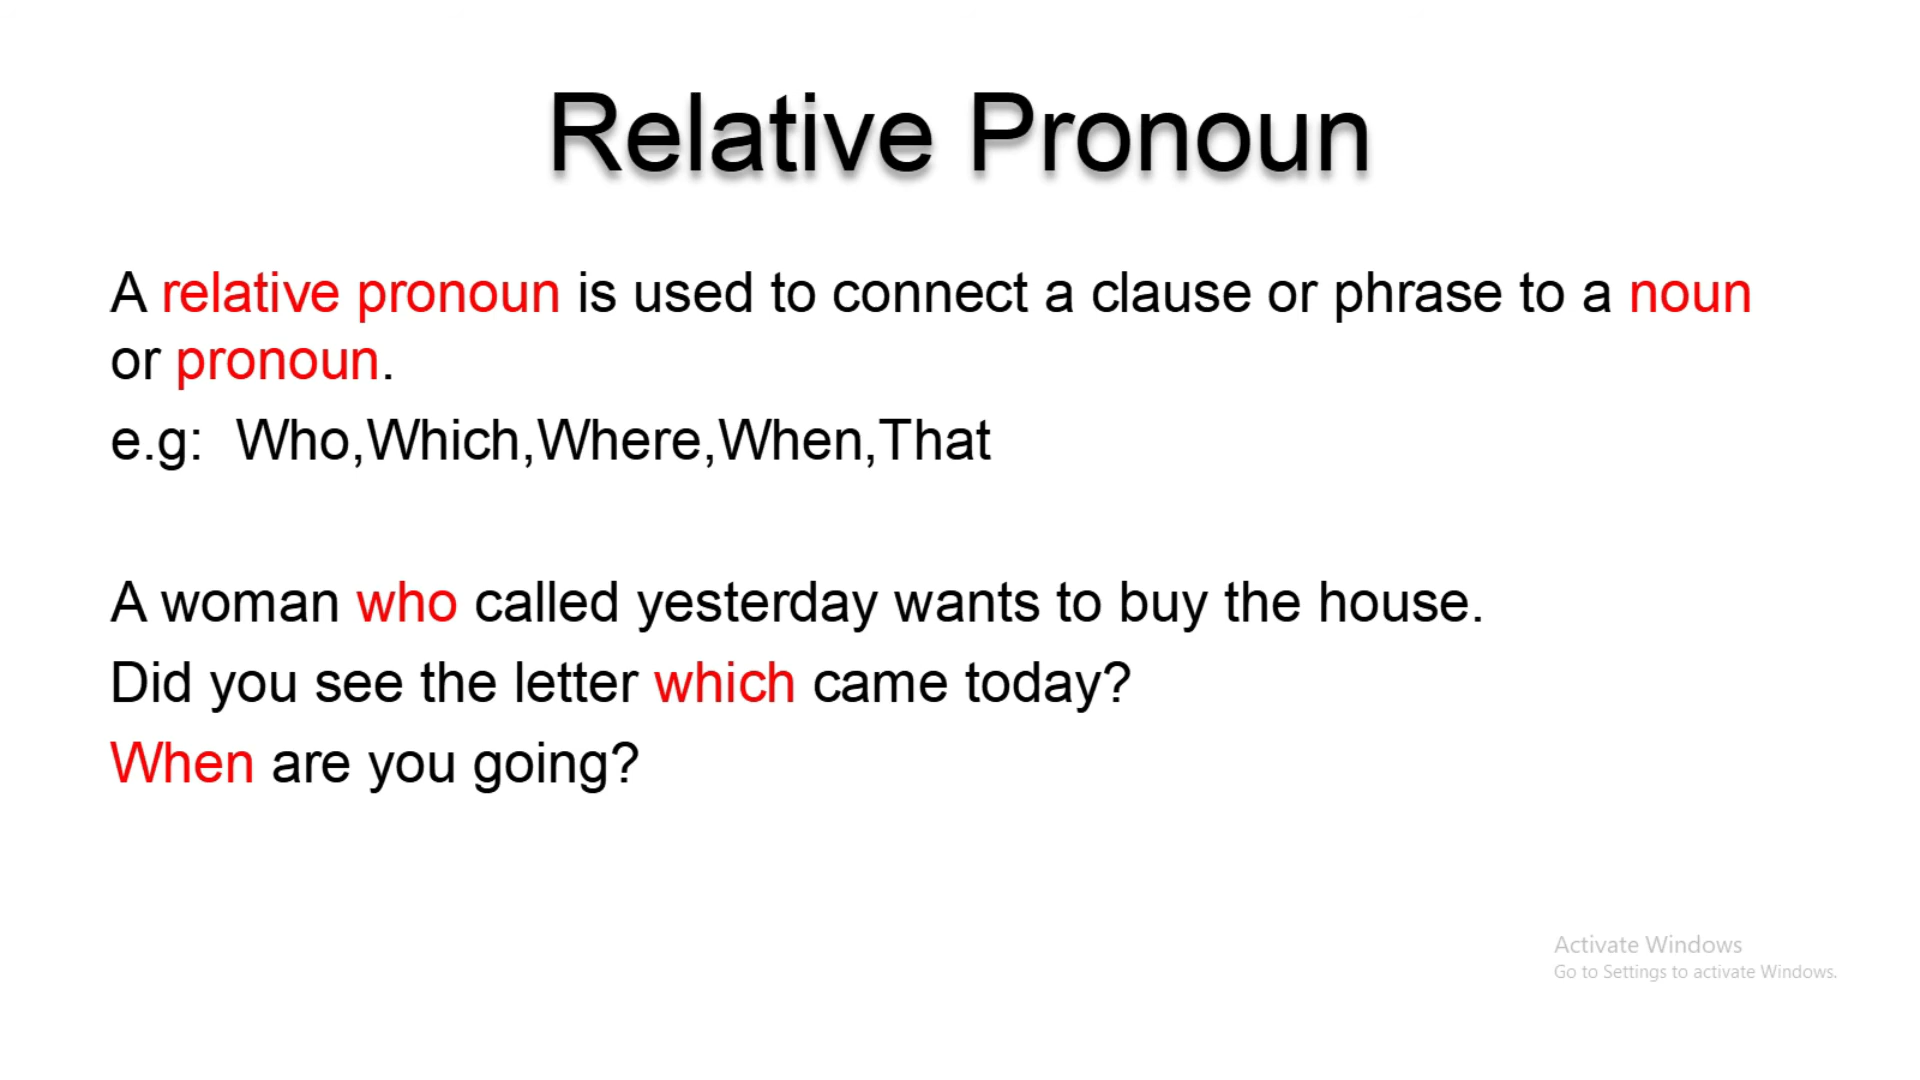 Relative Pronoun
A relative pronoun is used to connect a clause or phrase to a noun
or pronoun.
e.g:  Who,Which,Where,When,That
A woman who called yesterday wants to buy the house.
Did you see the letter which came today?
When are you going?
Activate Windows
Go to Settings to activate Windows.